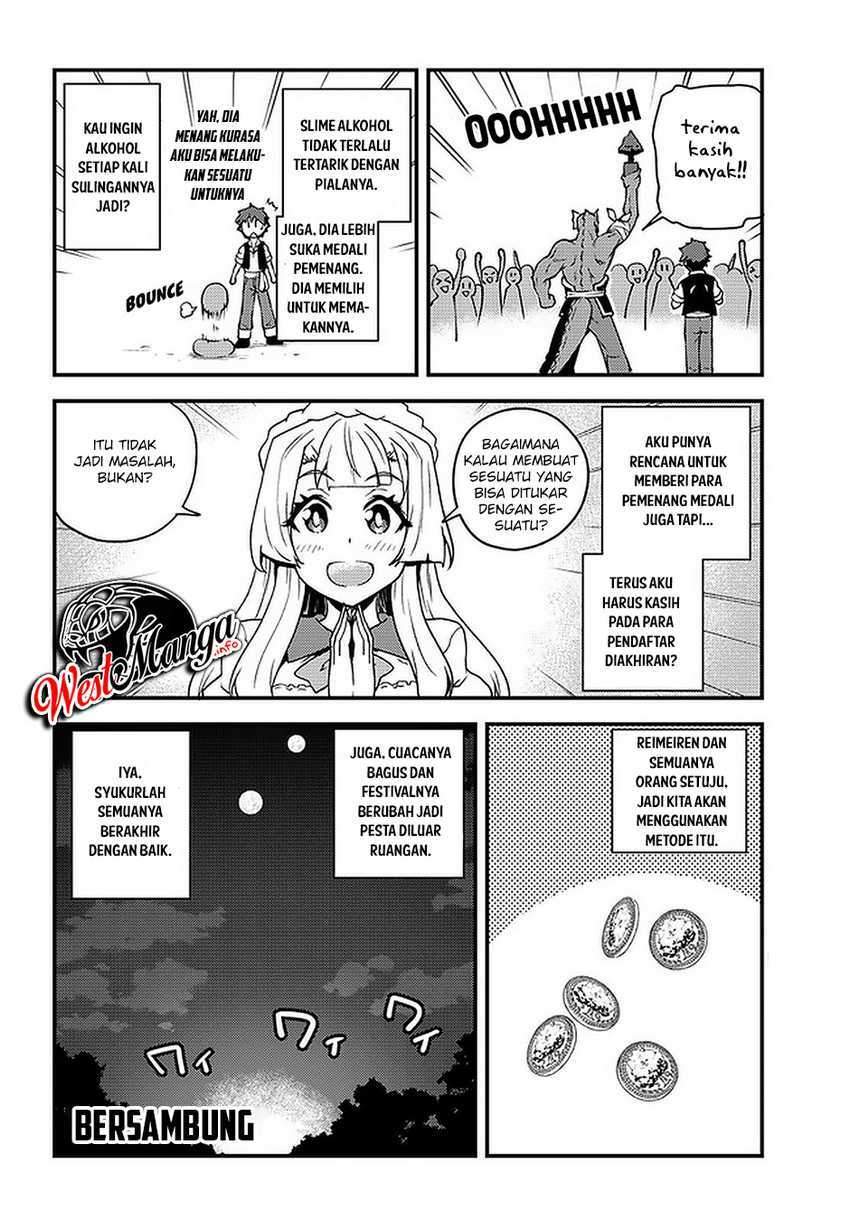 terima
kasih
banyak!!
OOOHHHHH
SLIME ALKOHOL
TIDAK TERLALU
TERTARIK DENGAN
PIALANYA.
JUGA, DIA LEBIH
SUKA MEDALI
PEMENANG.
DIA MEMILIH
UNTUK MEMA-
KANNYA.
YAH, DIA
MENANG KURASA
AKU BISA MELAKU-
KAN SESUATU
UNTUKNYA
KAU INGIN
ALKOHOL
SETIAP KALI
SULINGANNYA
JADI?
BOUNCE
AKU PUNYA
RENCANA UNTUK
MEMBERI PARA
PEMENANG MEDALI
JUGA TAPI...
TERUS AKU
HARUS KASIH
PADA PARA
PENDAFTAR
DIAKHIRAN?
BAGAIMANA
KALAU MEMBUAT
SESUATU YANG
BISA DITUKAR
DENGAN SE-
SUATU?
ITU TIDAK
JADI MASALAH,
BUKAN?
WestManga
.info
REIMEIREN DAN
SEMUANYA
ORANG SETUJU,
JADI KITA AKAN
MENGGUNAKAN
METODE ITU.
JUGA, CUACANYA
BAGUS DAN
FESTIVALNYA
BERUBAH JADI
PESTA DILUAR
RUANGAN.
IYA,
SYUKURLAH
SEMUANYA
BERAKHIR
DENGAN BAIK.
ワイ ワイ ワイ
BERSAMBUNG